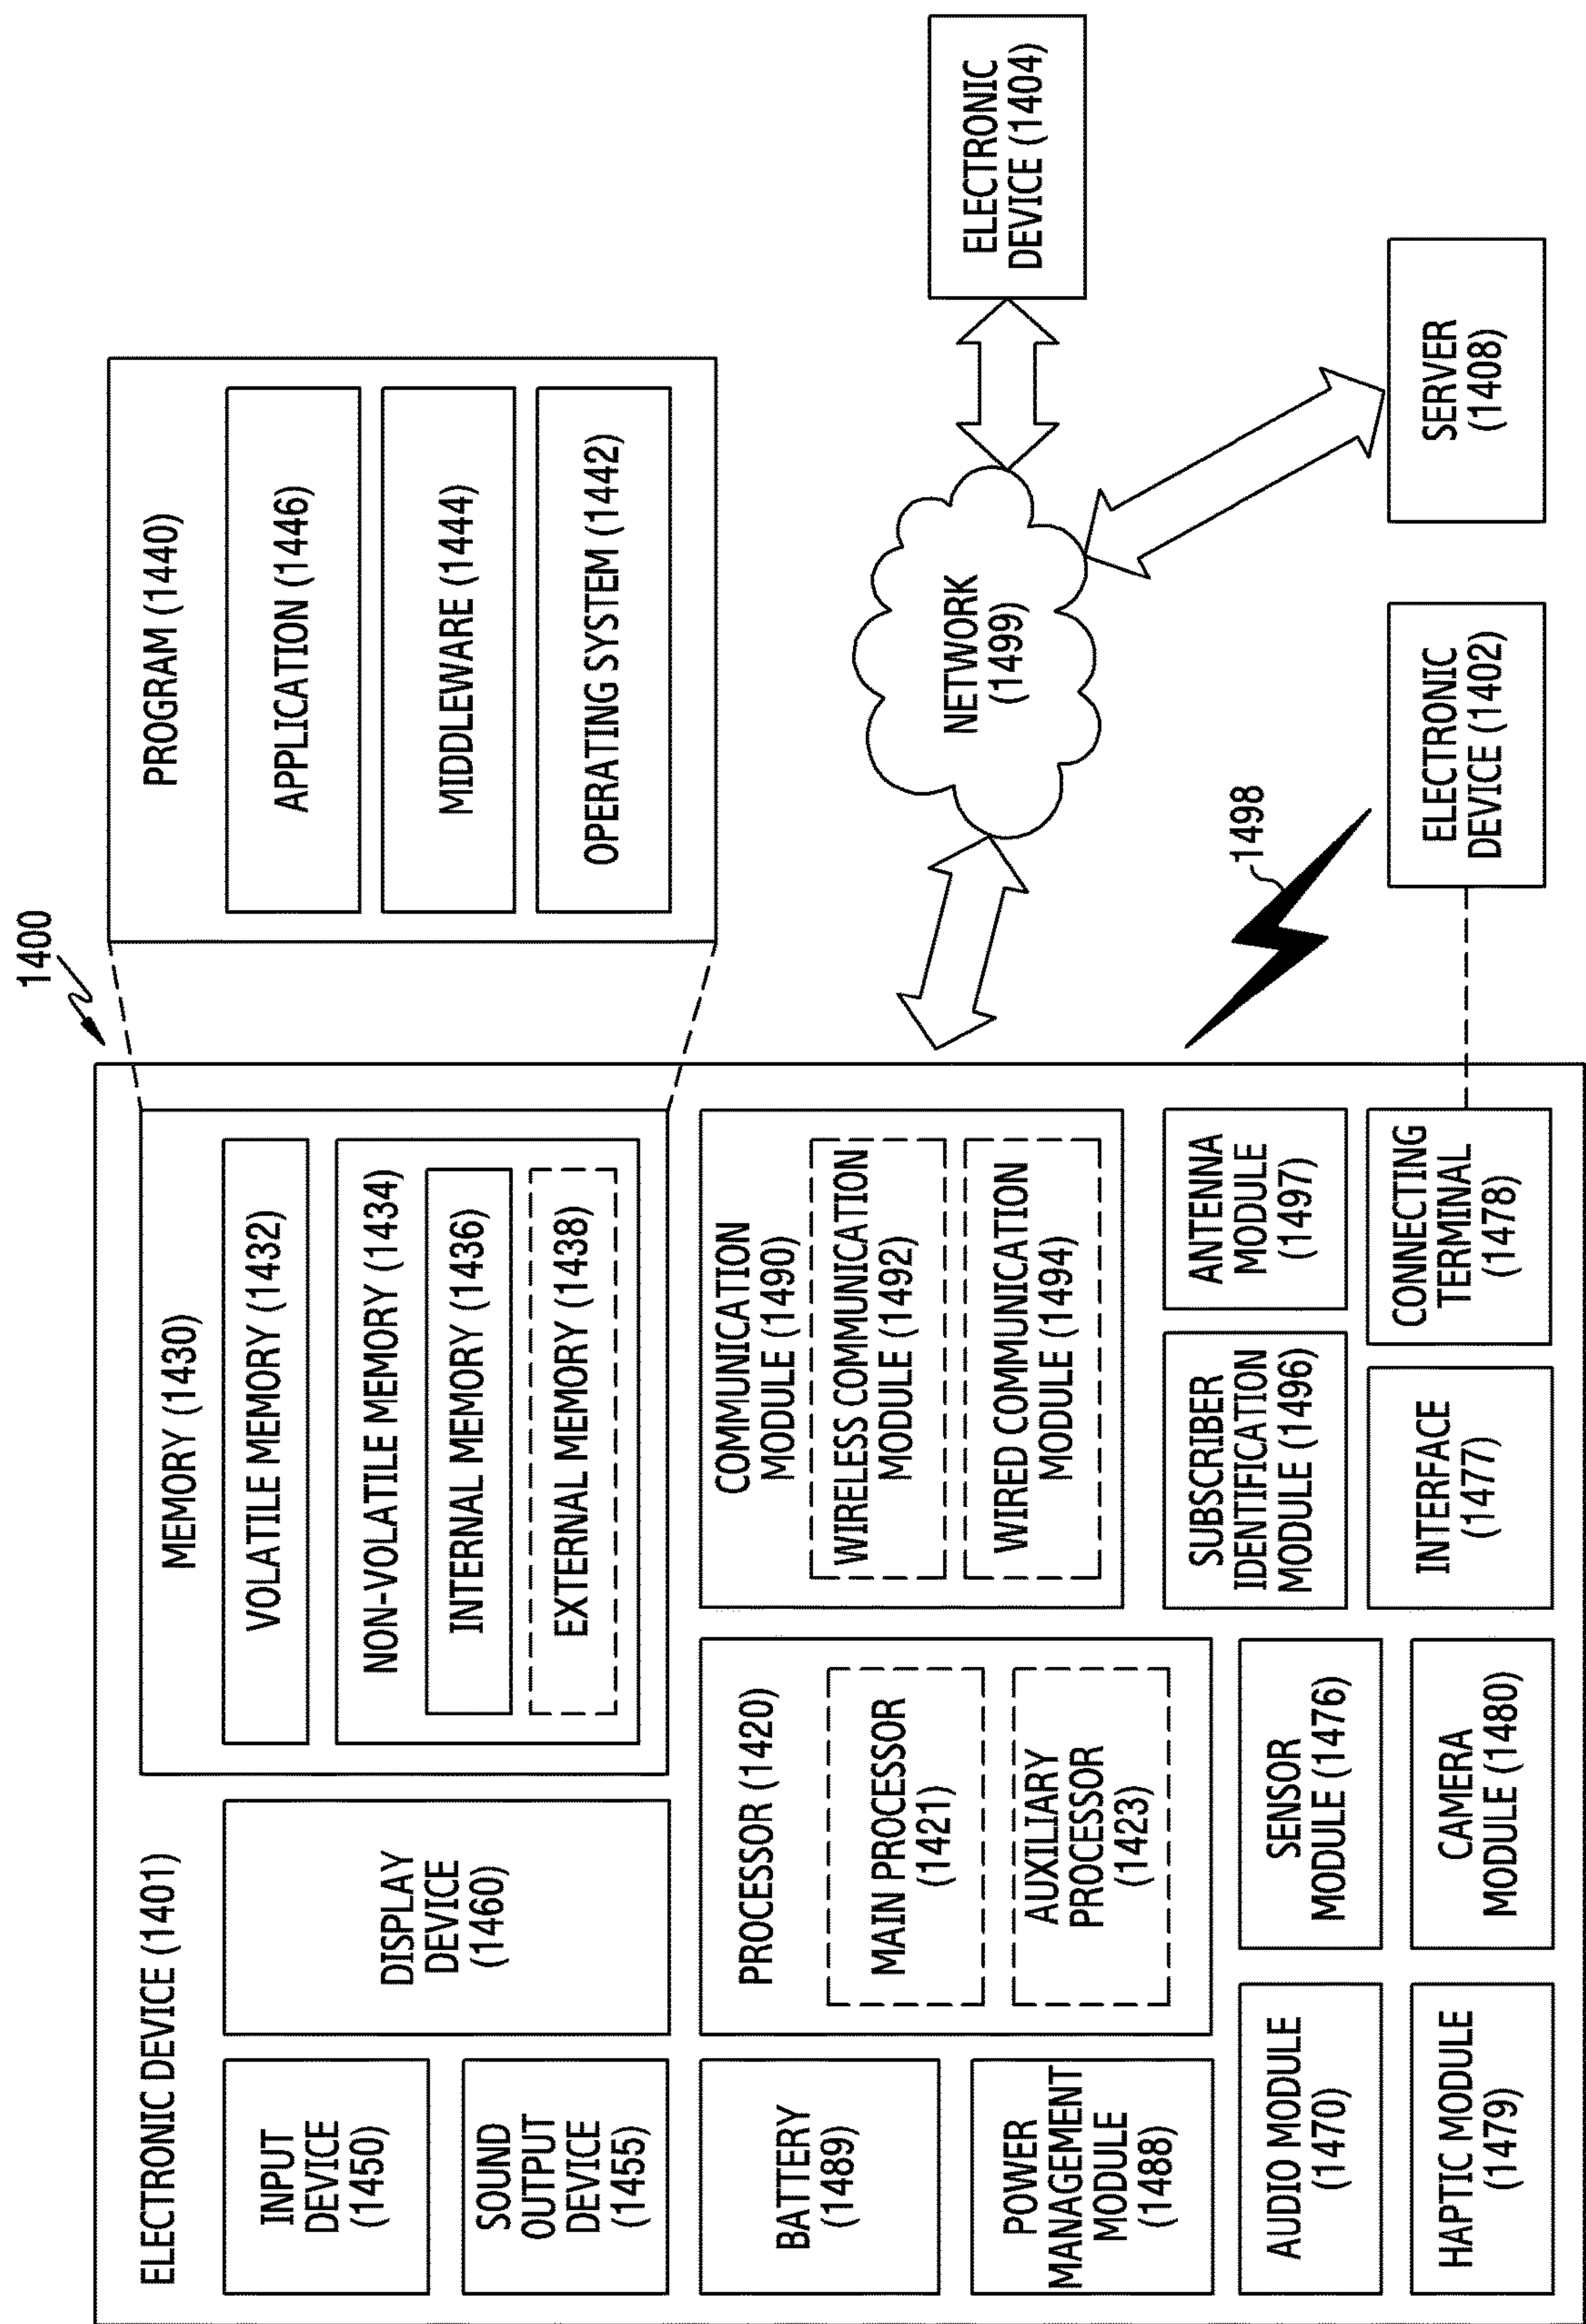 1400
ELECTRONIC DEVICE (1401)
INPUT
DEVICE
(1450)
SOUND
OUTPUT
DEVICE
(1455)
DISPLAY
DEVICE
(1460)
MEMORY (1430)
VOLATILE MEMORY (1432)
NON-VOLATILE MEMORY (1434)
INTERNAL MEMORY (1436)
EXTERNAL MEMORY (1438)
PROGRAM (1440)
APPLICATION (1446)
MIDDLEWARE (1444)
OPERATING SYSTEM (1442)
BATTERY
(1489)
POWER
MANAGEMENT
MODULE
(1488)
PROCESSOR (1420)
MAIN PROCESSOR
(1421)
AUXILIARY
PROCESSOR
(1423)
COMMUNICATION
MODULE (1490)
WIRELESS COMMUNICATION
MODULE (1492)
WIRED COMMUNICATION
MODULE (1494)
NETWORK
(1499)
ELECTRONIC
DEVICE (1404)
AUDIO MODULE
(1470)
SENSOR
MODULE (1476)
SUBSCRIBER
IDENTIFICATION
MODULE (1496)
ANTENNA
MODULE
(1497)
1498
HAPTIC MODULE
(1479)
CAMERA
MODULE (1480)
INTERFACE
(1477)
CONNECTING
TERMINAL
(1478)
ELECTRONIC
DEVICE (1402)
SERVER
(1408)